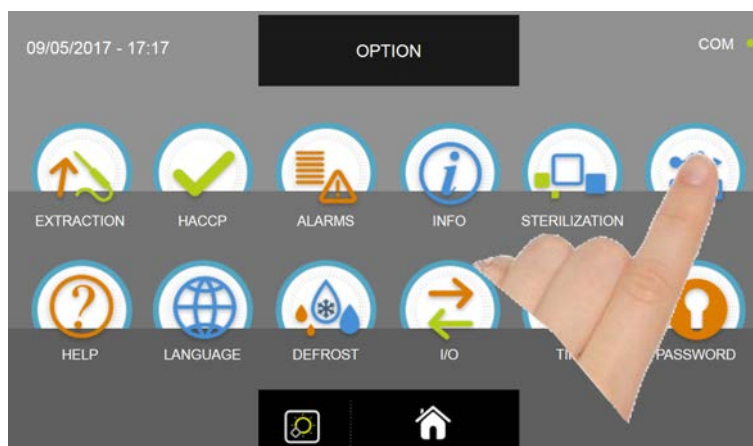 09/05/2017 - 17:17
OPTION
COM
EXTRACTION
HACCP
ALARMS
INFO
STERILIZATION
HELP
LANGUAGE
DEFROST
I/O
PASSWORD